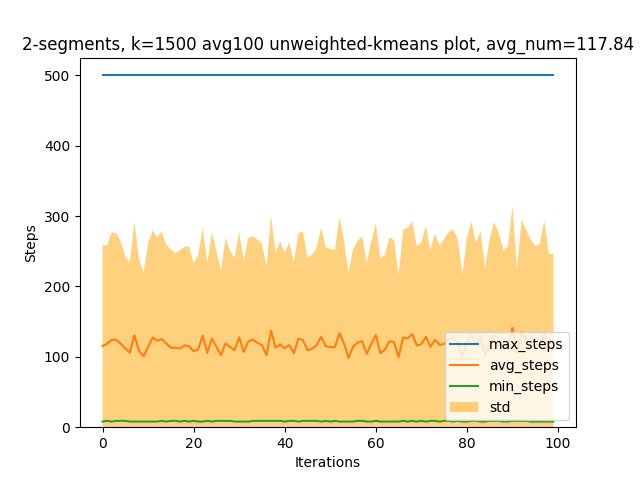 2-segments, k=1500 avg100 unweighted-kmeans plot, avg_num=117.84
500
400
300
200
100
0
Steps
max_steps
avg_steps
min_steps
std
0 20 40 60 80 100
Iterations